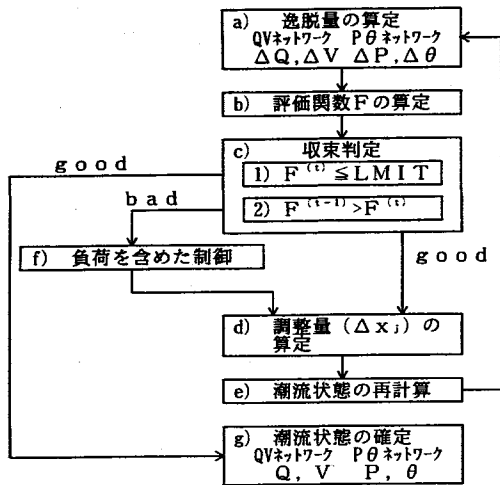 a) 逸脱量の算定
QVネットワーク Pθネットワーク
ΔQ,ΔV ΔP,Δθ
b) 評価関数Fの算定
c) 収束判定
1) F^(t)≦LMIT
2) F^(t-1)>F^(t)
good
bad
good
f) 負荷を含めた制御
d) 調整量(Δxj)の
算定
e) 潮流状態の再計算
g) 潮流状態の確定
QVネットワーク Pθネットワーク
Q, V P, θ